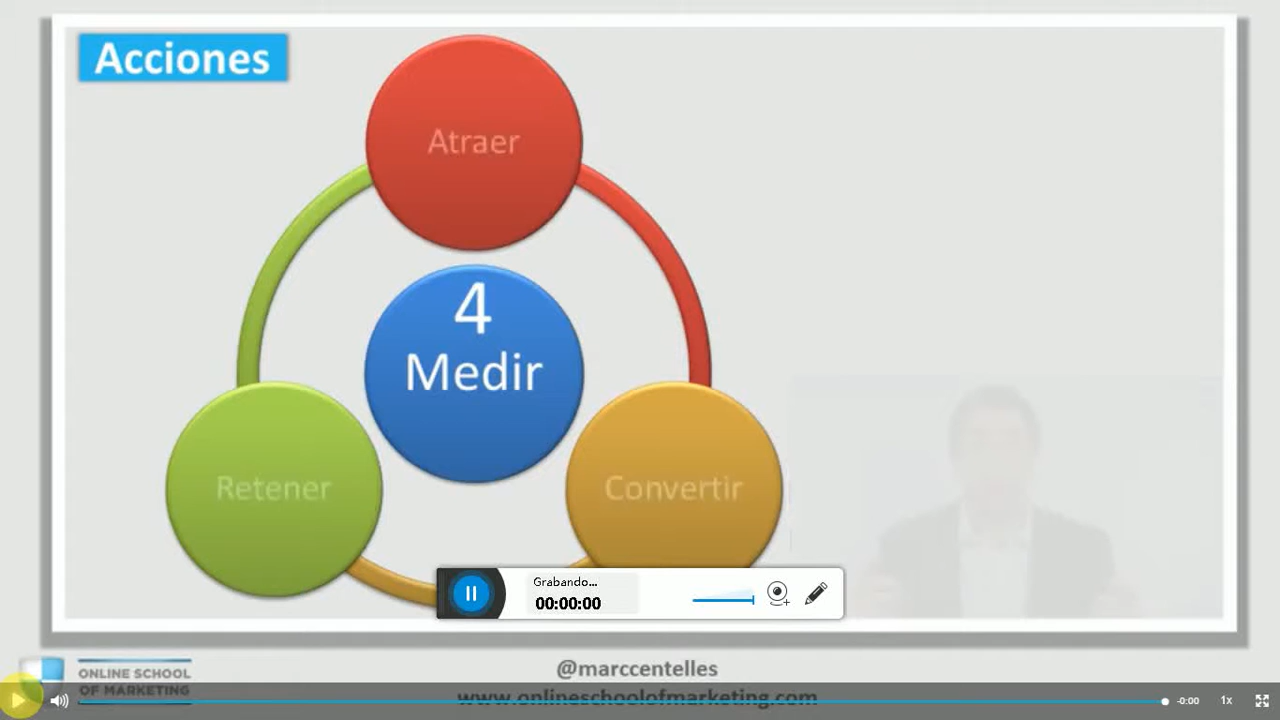 Acciones
Atraer
4
Medir
Retener
Convertir
Grabando...
00:00:00
ONLINE SCHOOL
OF MARKETING
@marccentelles
www.onlineschoolofmarketing.com
-0:00
1x